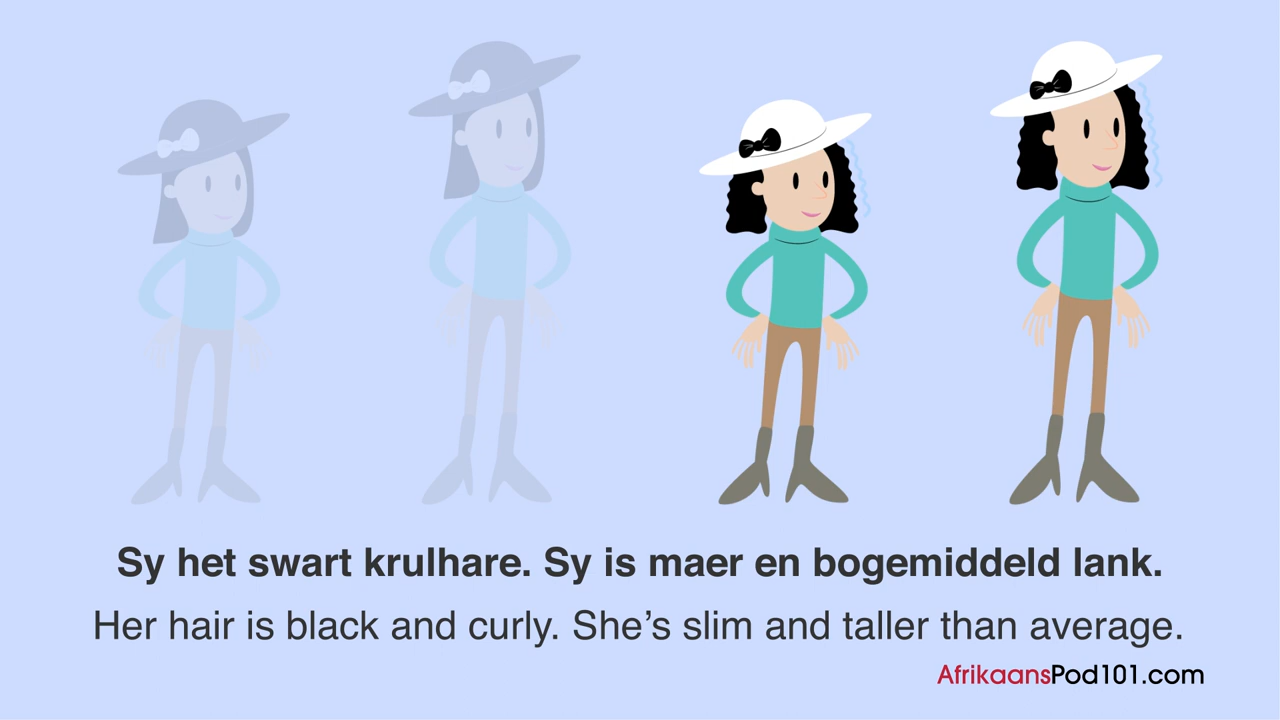 Sy het swart krulhare. Sy is maer en bogemiddeld lank.
Her hair is black and curly. She’s slim and taller than average.
AfrikaansPod101.com